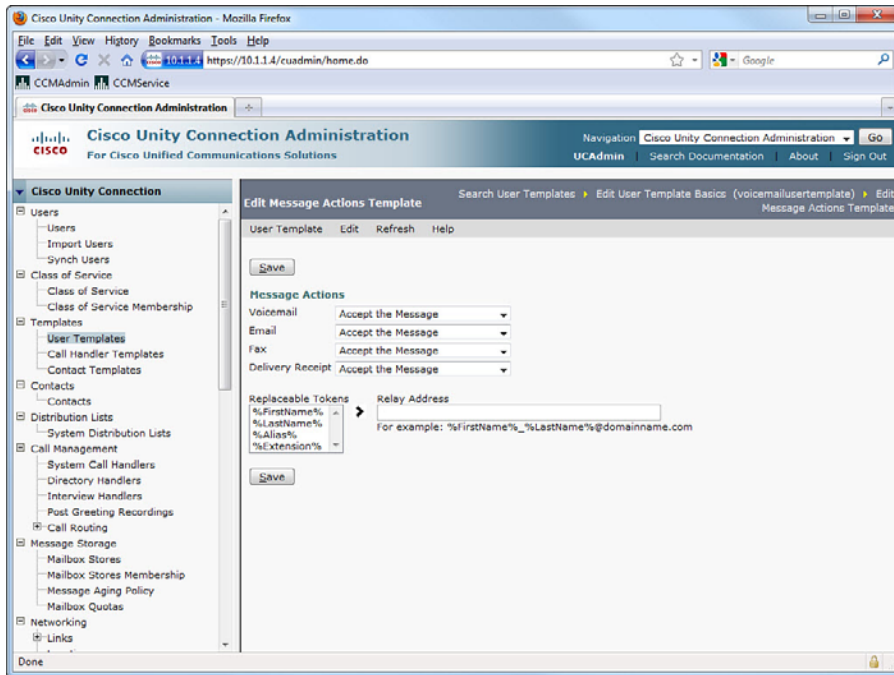 Cisco Unity Connection Administration - Mozilla Firefox
File Edit View History Bookmarks Tools Help
10.1.1.4 https://10.1.1.4/cuadmin/home.do
Google
CCMAdmin CCMService
Cisco Unity Connection Administration
CISCO
Cisco Unity Connection Administration
For Cisco Unified Communications Solutions
Navigation Cisco Unity Connection Administration Go
UCAdmin Search Documentation About Sign Out
Cisco Unity Connection
Users
Users
Import Users
Synch Users
Class of Service
Class of Service
Class of Service Membership
Templates
User Templates
Call Handler Templates
Contact Templates
Contacts
Contacts
Distribution Lists
System Distribution Lists
Call Management
System Call Handlers
Directory Handlers
Interview Handlers
Post Greeting Recordings
Call Routing
Message Storage
Mailbox Stores
Mailbox Stores Membership
Message Aging Policy
Mailbox Quotas
Networking
Links
Edit Message Actions Template
Search User Templates Edit User Template Basics (voicemailusertemplate) Edit
Message Actions Template
User Template Edit Refresh Help
Save
Message Actions
Voicemail Accept the Message
Email Accept the Message
Fax Accept the Message
Delivery Receipt Accept the Message
Replaceable Tokens
%FirstName%
%LastName%
%Alias%
%Extension%
Relay Address
For example: %FirstName%_%LastName%@domainname.com
Save
Done